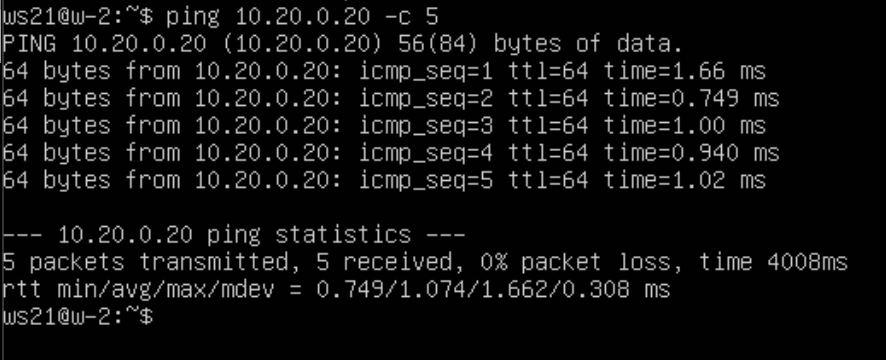 ws21@w-2:~$ ping 10.20.0.20 -c 5
PING 10.20.0.20 (10.20.0.20) 56(84) bytes of data.
64 bytes from 10.20.0.20: icmp_seq=1 ttl=64 time=1.66 ms
64 bytes from 10.20.0.20: icmp_seq=2 ttl=64 time=0.749 ms
64 bytes from 10.20.0.20: icmp_seq=3 ttl=64 time=1.00 ms
64 bytes from 10.20.0.20: icmp_seq=4 ttl=64 time=0.940 ms
64 bytes from 10.20.0.20: icmp_seq=5 ttl=64 time=1.02 ms
--- 10.20.0.20 ping statistics ---
5 packets transmitted, 5 received, 0% packet loss, time 4008ms
rtt min/avg/max/mdev = 0.749/1.074/1.662/0.308 ms
ws21@w-2:~$